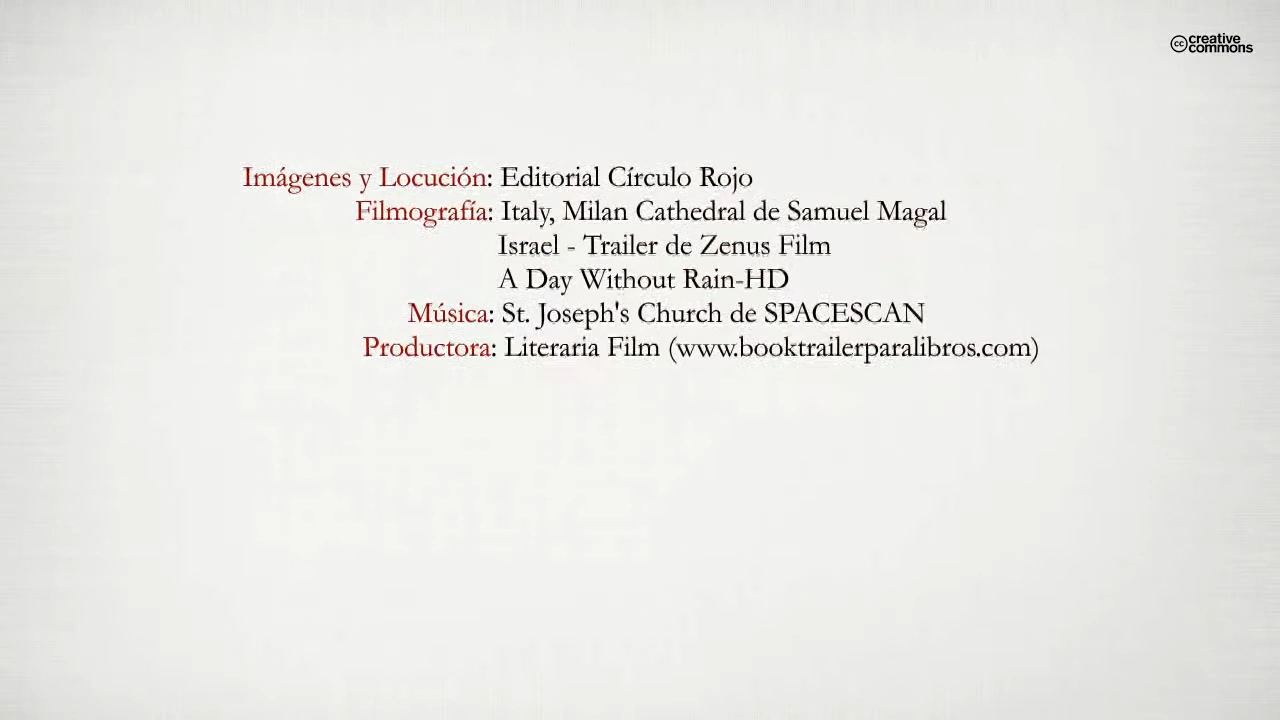 creative
commons
Imágenes y Locución: Editorial Círculo Rojo
Filmografía: Italy, Milan Cathedral de Samuel Magal
Israel - Trailer de Zenus Film
A Day Without Rain-HD
Música: St. Joseph's Church de SPACESCAN
Productora: Literaria Film (www.booktrailerparalibros.com)